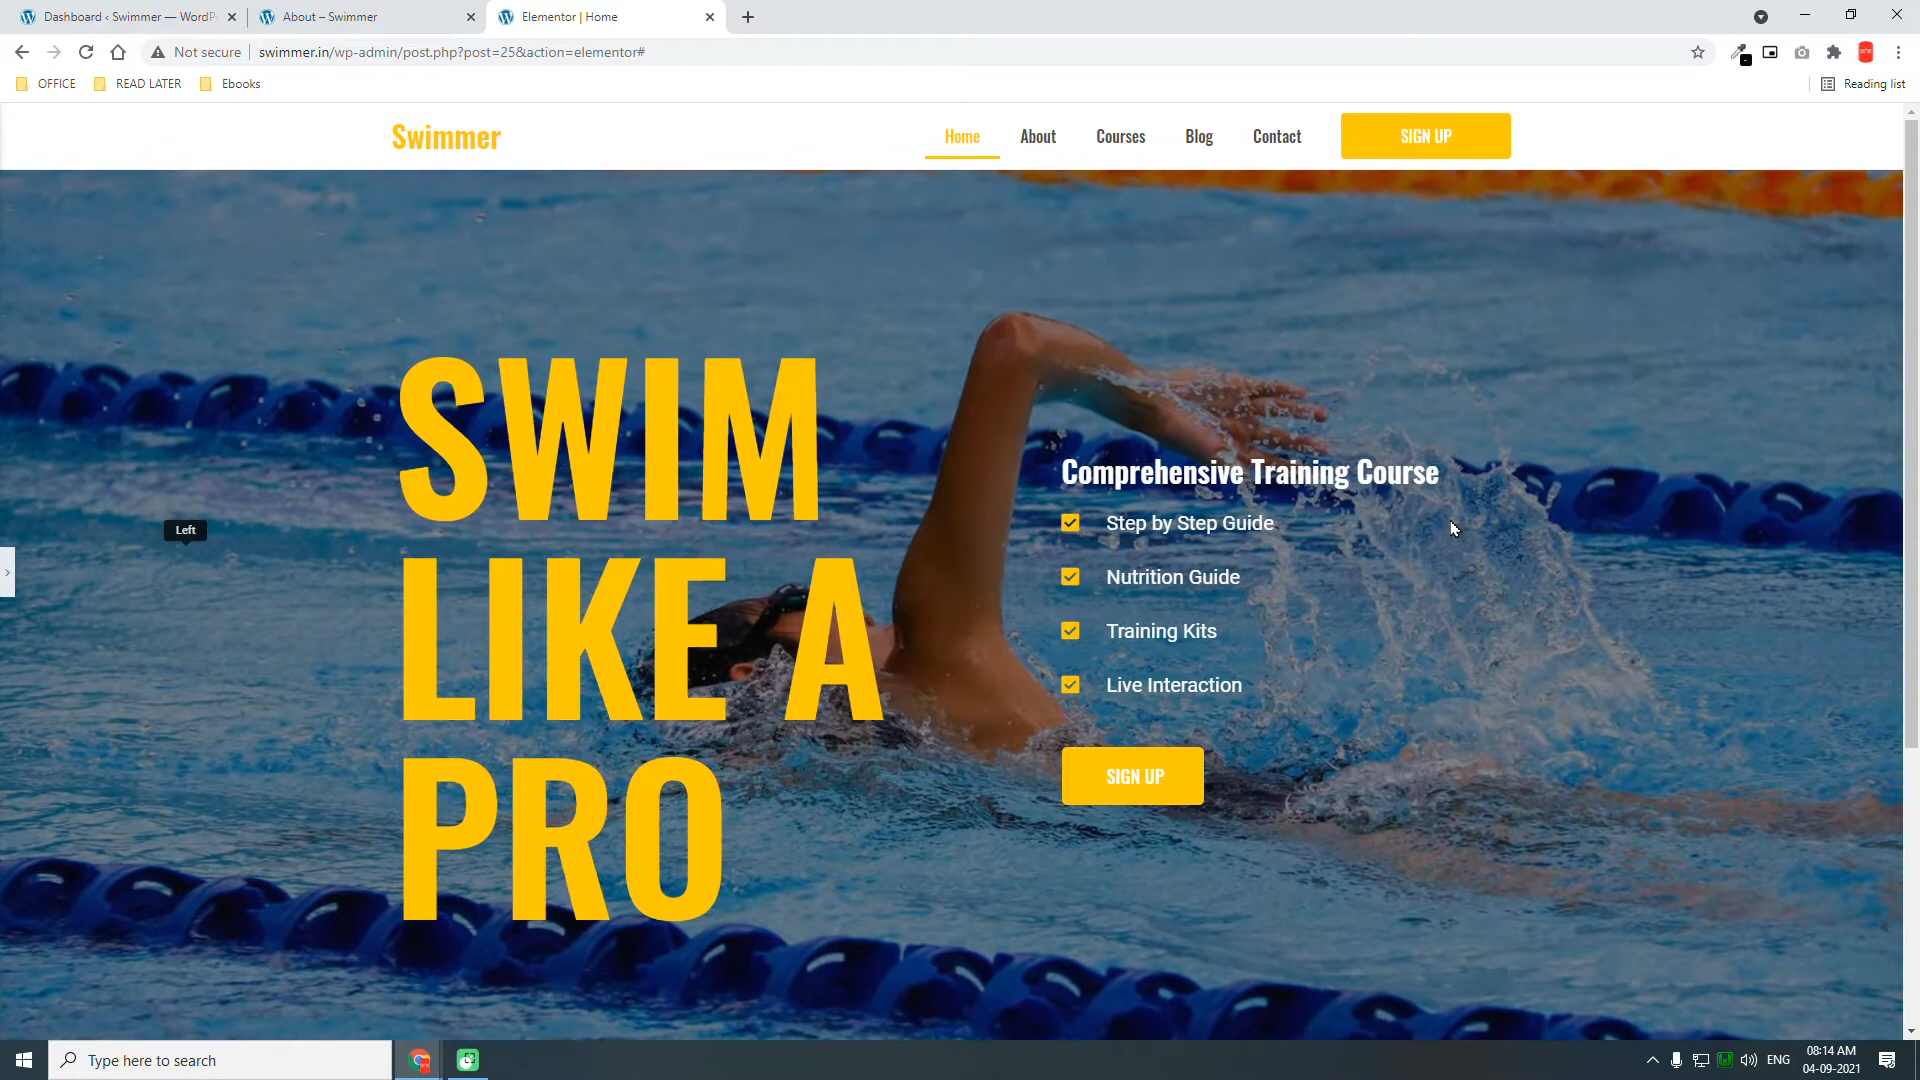 Dashboard ‹ Swimmer — WordP
About – Swimmer
Elementor | Home
Not secure
swimmer.in/wp-admin/post.php?post=25&action=elementor#
OFFICE
READ LATER
Ebooks
Reading list
Swimmer
Home
About
Courses
Blog
Contact
SIGN UP
SWIM
LIKE A
PRO
Left
Comprehensive Training Course
Step by Step Guide
Nutrition Guide
Training Kits
Live Interaction
SIGN UP
Type here to search
ENG
08:14 AM
04-09-2021